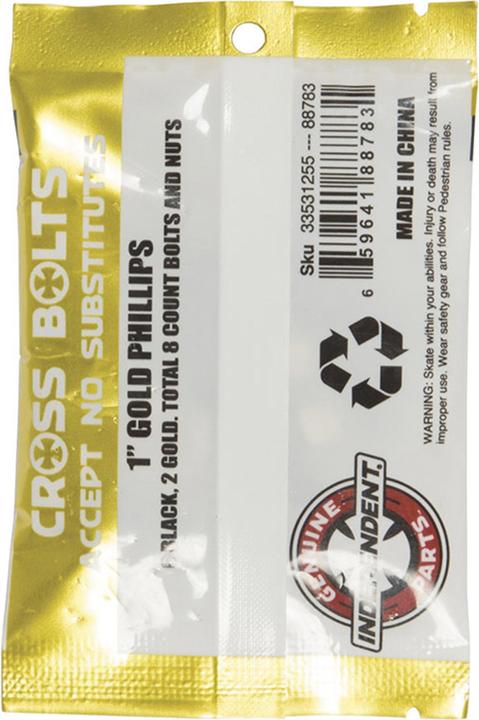 CROSS BOLTS
ACCEPT NO SUBSTITUTES
1" GOLD PHILLIPS
BLACK, 2 GOLD. TOTAL 8 COUNT BOLTS AND NUTS
Sku 33531255 --- 88783
6 59641 88783
MADE IN CHINA
WARNING: Skate within your abilities. Injury or death may result from
improper use. Wear safety gear and follow Pedestrian rules.
GENUINE
INDEPENDENT.
PARTS